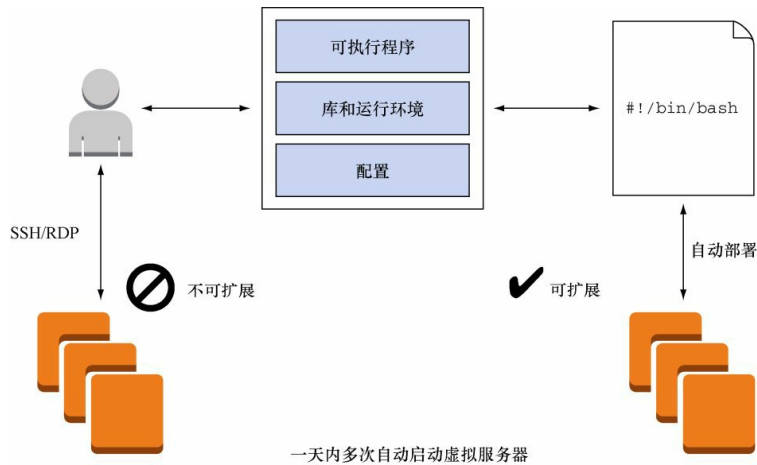 可执行程序
库和运行环境
配置
#!/bin/bash
SSH/RDP
自动部署
不可扩展
可扩展
一天内多次自动启动虚拟服务器